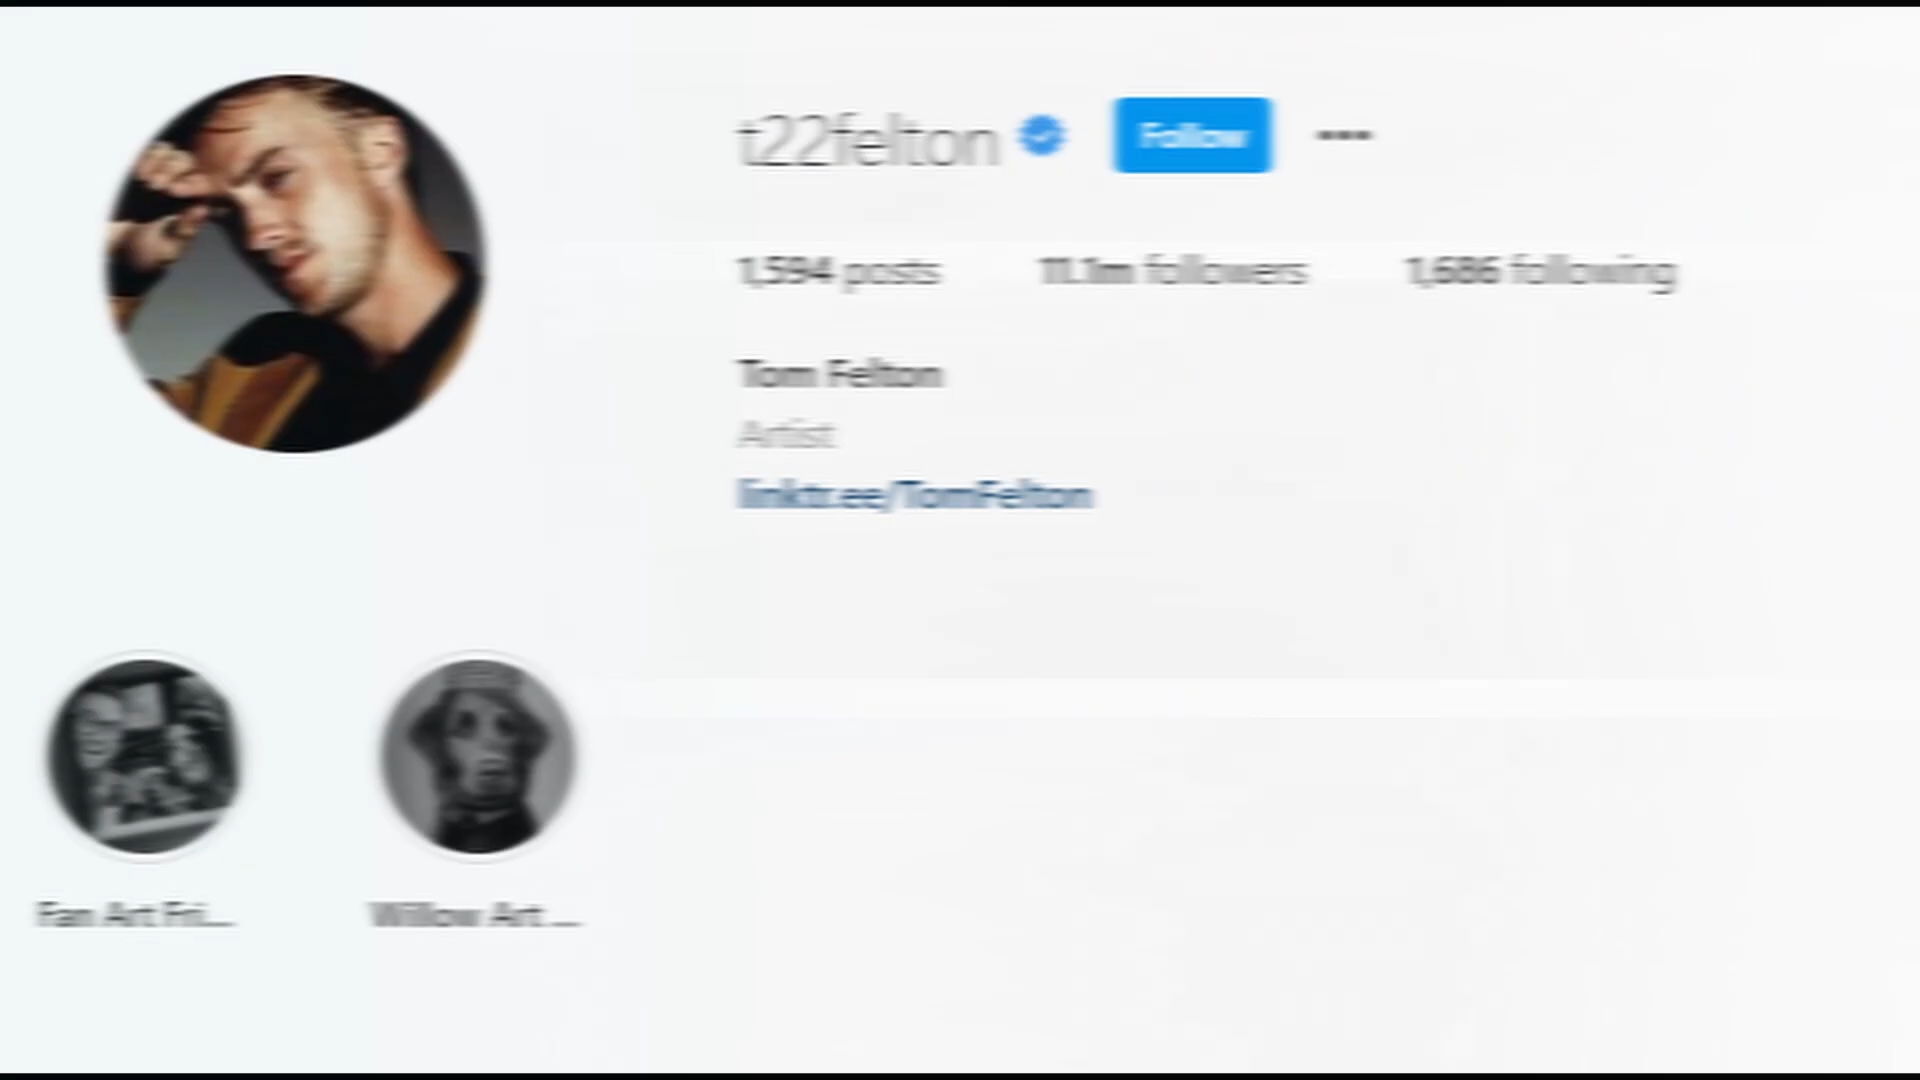 t22felton Follow
1,594 posts 11.1m followers 1,686 following
Tom Felton
Artist
linktr.ee/TomFelton
Fan Art Fri... Willow Art ...